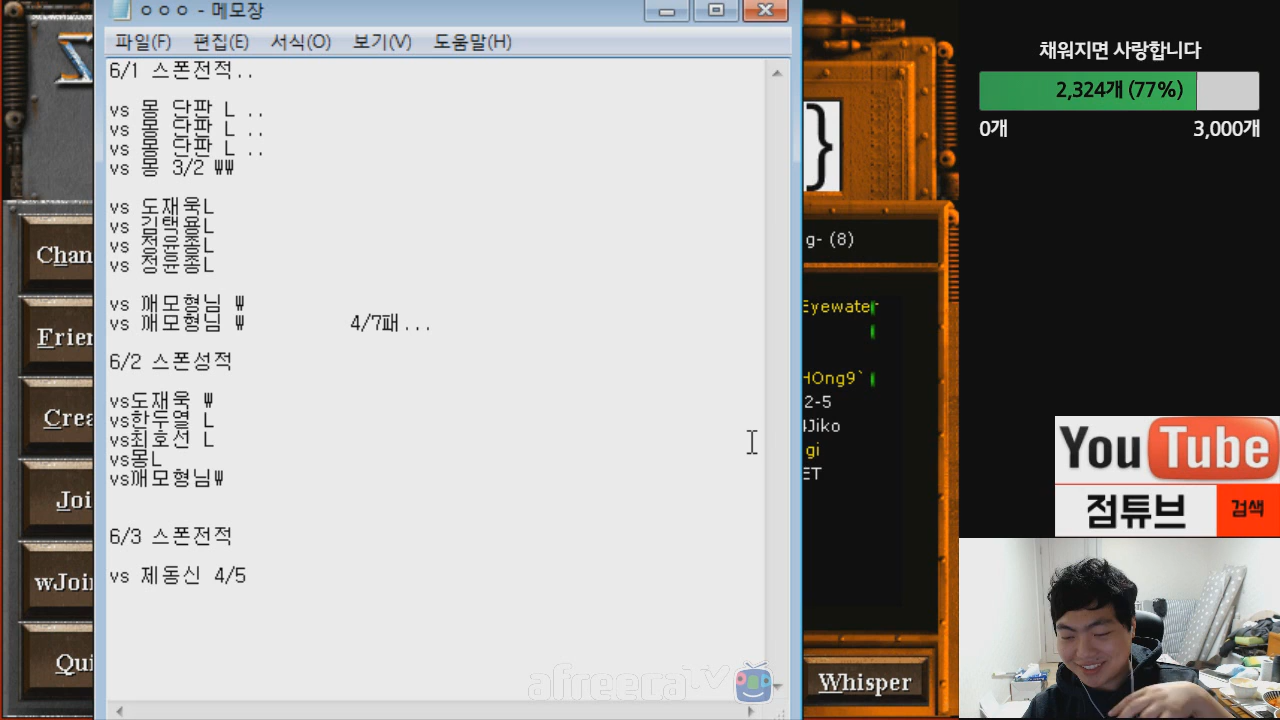 ㅇㅇㅇ - 메모장
파일(F) 편집(E) 서식(O) 보기(V) 도움말(H)
6/1 스폰전적..
vs 몽 단판 L ..
vs 몽 단판 L ..
vs 몽 단판 L ..
vs 몽 3/2 ₩₩
vs 도재욱L
vs 김택용L
vs 정윤종L
vs 정윤종L
vs 깨모형님 ₩
vs 깨모형님 ₩ 4/7패...
6/2 스폰성적
vs도재욱 ₩
vs한두열 L
vs최호선 L
vs몽L
vs깨모형님₩
6/3 스폰전적
vs 제동신 4/5
Chan
Frien
Crea
Joi
wJoin
Qui
}
g- (8)
Eyewater
HOng9`
2-5
4Jiko
gi
ET
Whisper
afreecaTV
채워지면 사랑합니다
2,324개 (77%)
0개 3,000개
YouTube
점튜브 검색